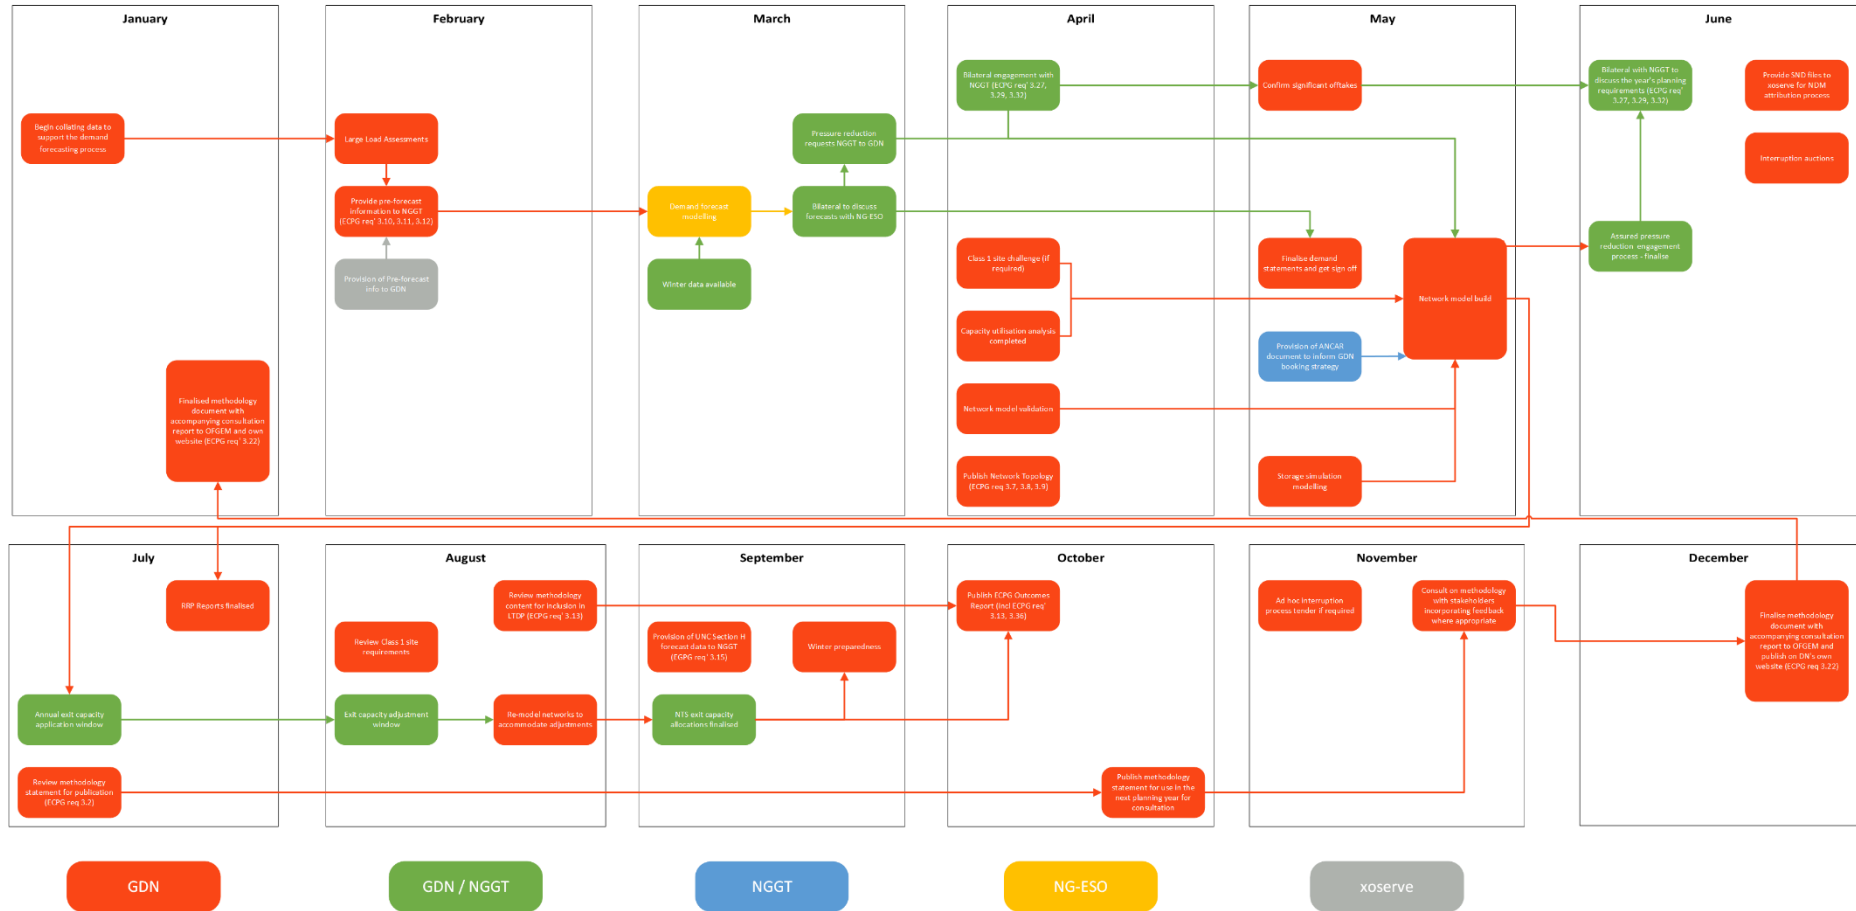 January
Begin collating data to
support the demand
forecasting process
Finalised methodology
document with
accompanying consultation
report to OFGEM and own
website (ECPG req' 3.22)
February
Large Load Assessments
Provide pre-forecast
information to NGGT
(ECPG req' 3.10, 3.11, 3.12)
Provision of Pre-forecast
info to GDN
March
Pressure reduction
requests NGGT to GDN
Demand forecast
modelling
Bilateral to discuss
forecasts with NG ESO
Winter data available
April
Bilateral engagement with
NGGT (ECPG req' 3.27,
3.29, 3.32)
Class 1 site challenge (if
required)
Capacity utilisation analysis
completed
Network model validation
Publish Network Topology
(ECPG req 3.7, 3.8, 3.9)
May
Confirm significant offtakes
Finalise demand
statements and get sign off
Network model build
Provision of ANCAR
document to inform GDN
booking strategy
Storage simulation
modelling
June
Bilateral with NGGT to
discuss the year's planning
requirements (ECPG req'
3.27, 3.29, 3.32)
Provide SND files to
xoserve for NDM
attribution process
Interruption auctions
Assured pressure
reduction engagement
process - finalise
July
RRP Reports finalised
Annual exit capacity
application window
Review methodology
statement for publication
(ECPG req 3.2)
August
Review methodology
content for inclusion in
LTDP (ECPG req' 3.13)
Review Class 1 site
requirements
Exit capacity adjustment
window
Re-model networks to
accommodate adjustments
September
Provision of UNC Section H
forecast data to NGGT
(EGPG req' 3.15)
Winter preparedness
NTS exit capacity
allocations finalised
October
Publish ECPG Outcomes
Report (incl ECPG req'
3.13, 3.36)
Publish methodology
statement for use in the
next planning year for
consultation
November
Ad hoc interruption
process tender if required
Consult on methodology
with stakeholders
incorporating feedback
where appropriate
December
Finalise methodology
document with
accompanying consultation
report to OFGEM and
publish on DN's own
website (ECPG req 3.22)
GDN
GDN / NGGT
NGGT
NG-ESO
xoserve